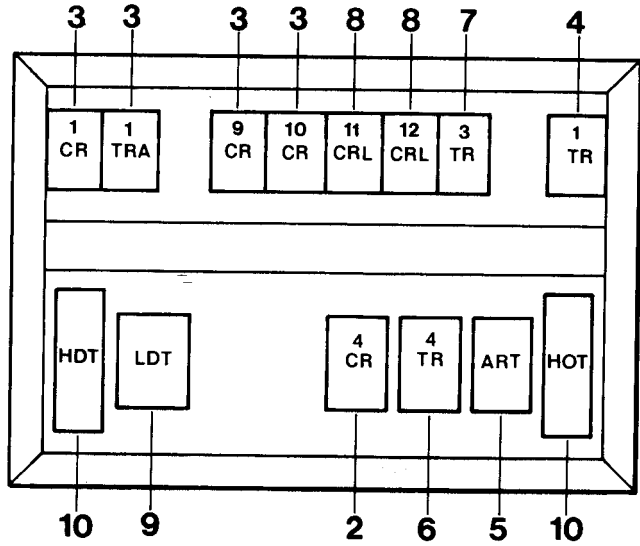 3 3 3 3 8 8 7 4
1 1 9 10 11 12 3 1
CR TRA CR CR CRL CRL TR TR
HDT LDT 4 CR 4 TR ART HOT
10 9 2 6 5 10